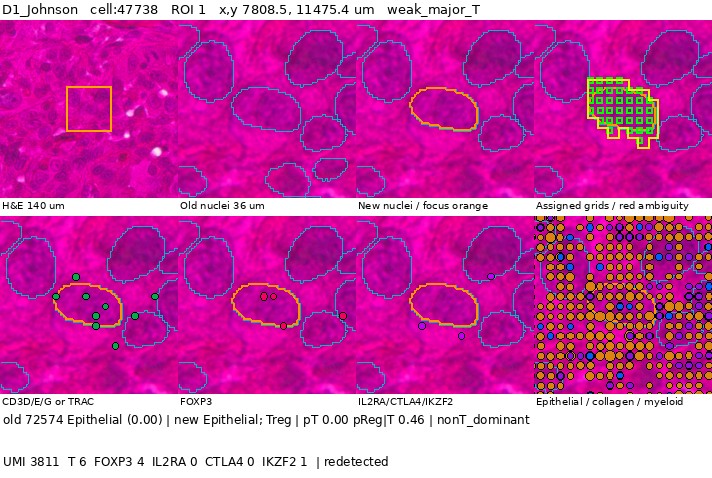 D1_Johnson cell:47738 ROI 1 x,y 7808.5, 11475.4 um weak_major_T
H&E 140 um
Old nuclei 36 um
New nuclei / focus orange
Assigned grids / red ambiguity
CD3D/E/G or TRAC
FOXP3
IL2RA/CTLA4/IKZF2
Epithelial / collagen / myeloid
old 72574 Epithelial (0.00) | new Epithelial; Treg | pT 0.00 pReg|T 0.46 | nonT_dominant
UMI 3811 T 6 FOXP3 4 IL2RA 0 CTLA4 0 IKZF2 1 | redetected